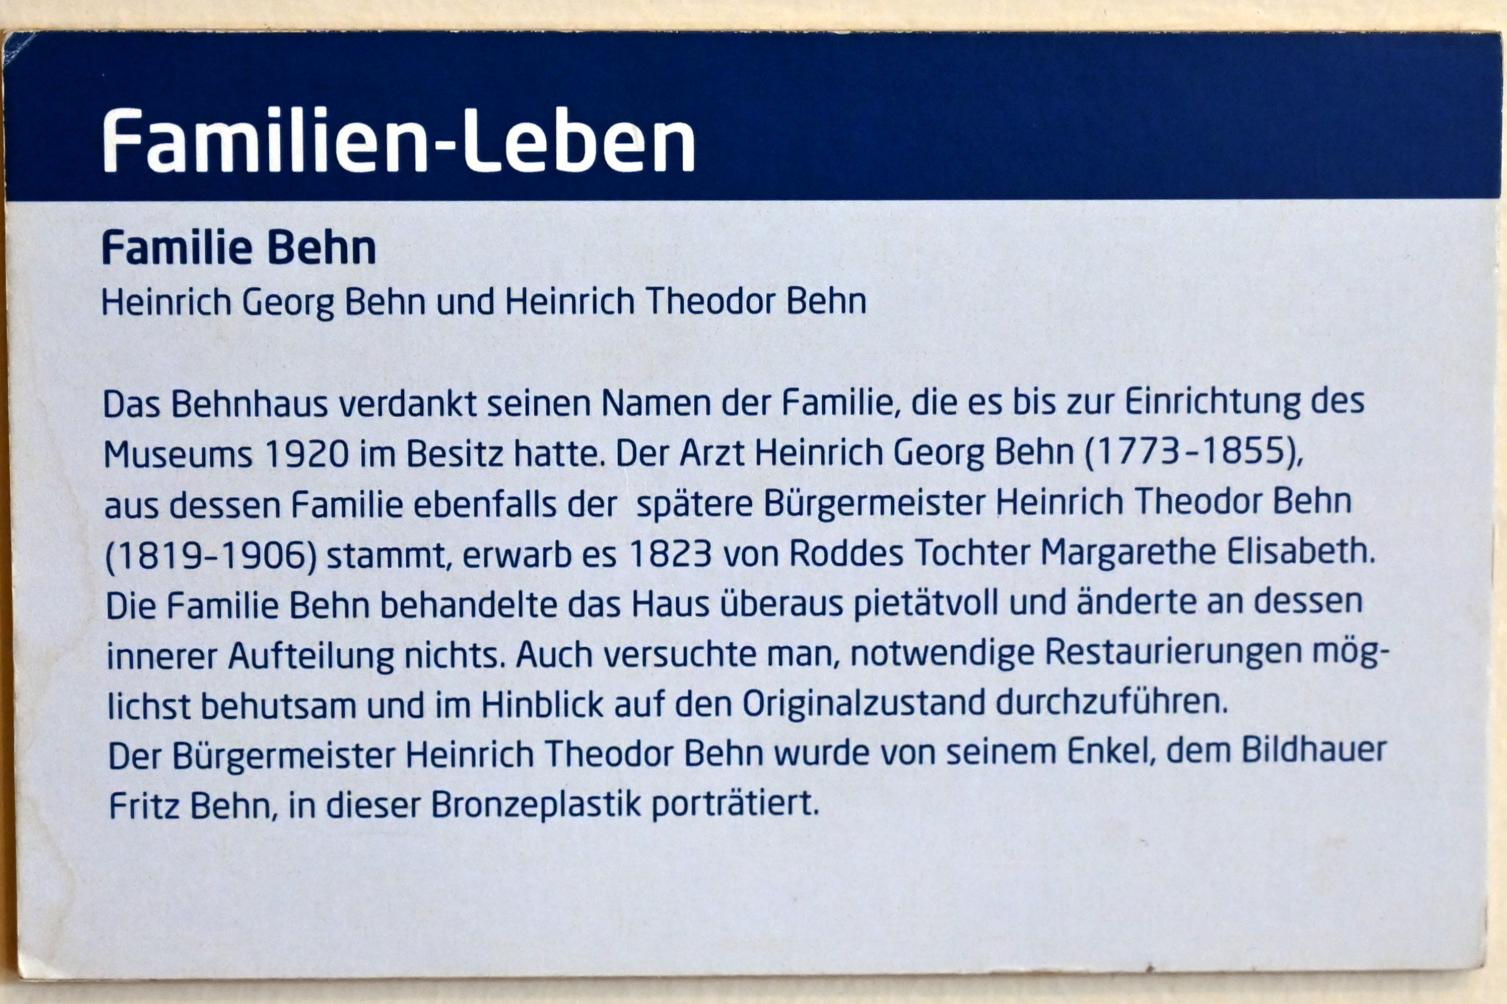 Familien-Leben
Familie Behn
Heinrich Georg Behn und Heinrich Theodor Behn
Das Behnhaus verdankt seinen Namen der Familie, die es bis zur Einrichtung des
Museums 1920 im Besitz hatte. Der Arzt Heinrich Georg Behn (1773-1855),
aus dessen Familie ebenfalls der  spätere Bürgermeister Heinrich Theodor Behn
(1819-1906) stammt, erwarb es 1823 von Roddes Tochter Margarethe Elisabeth.
Die Familie Behn behandelte das Haus überaus pietätvoll und änderte an dessen
innerer Aufteilung nichts. Auch versuchte man, notwendige Restaurierungen mög-
lichst behutsam und im Hinblick auf den Originalzustand durchzuführen.
Der Bürgermeister Heinrich Theodor Behn wurde von seinem Enkel, dem Bildhauer
Fritz Behn, in dieser Bronzeplastik porträtiert.